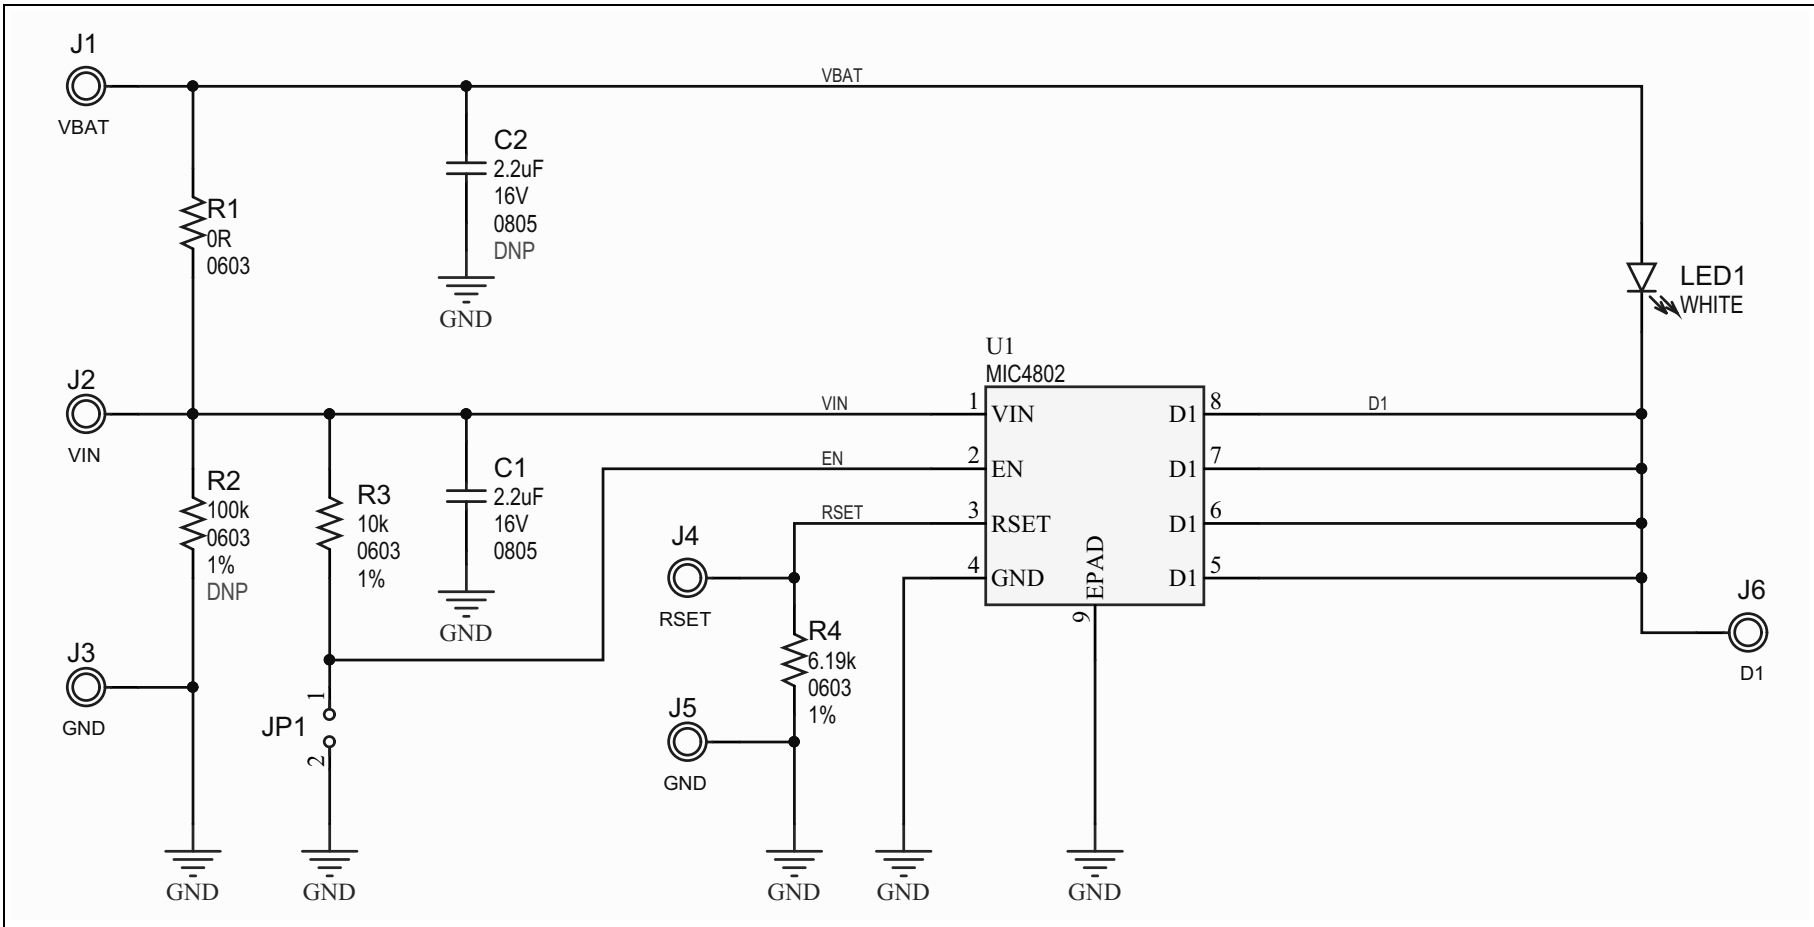 J1
VBAT
VBAT
C2
2.2uF
16V
0805
DNP
GND
R1
0R
0603
LED1
WHITE
U1
MIC4802
J2
VIN
VIN
1
VIN
D1
8
D1
EN
2
EN
D1
7
RSET
3
RSET
D1
6
4
GND
EPAD
D1
5
9
R2
100k
0603
1%
DNP
R3
10k
0603
1%
C1
2.2uF
16V
0805
GND
J4
RSET
R4
6.19k
0603
1%
J6
D1
J3
GND
1
JP1
2
J5
GND
GND
GND
GND
GND
GND